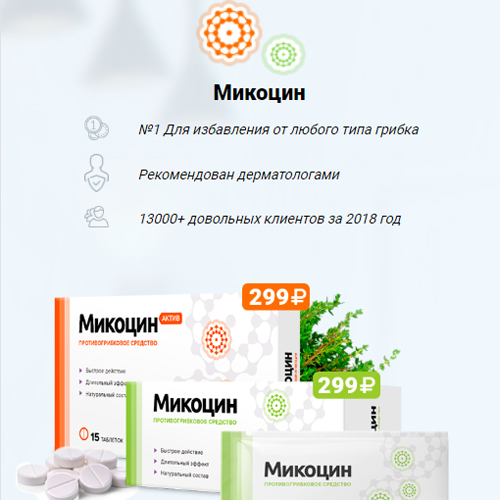 Микоцин
№1 Для избавления от любого типа грибка
Рекомендован дерматологами
13000+ довольных клиентов за 2018 год
299₽
Микоцин АКТИВ
ПРОТИВОГРИБКОВОЕ СРЕДСТВО
Быстрое действие
Длительный эффект
Натуральный состав
15 ТАБЛЕТОК
299₽
Микоцин
ПРОТИВОГРИБКОВОЕ СРЕДСТВО
Быстрое действие
Длительный эффект
Натуральный состав
Микоцин
ПРОТИВОГРИБКОВОЕ СРЕДСТВО